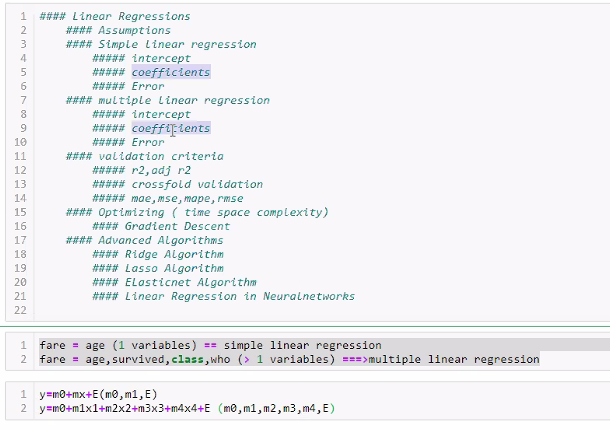 1 #### Linear Regressions
2 #### Assumptions
3 #### Simple linear regression
4 ##### intercept
5 ##### coefficients
6 ##### Error
7 #### multiple linear regression
8 ##### intercept
9 ##### coefficients
10 ##### Error
11 #### validation criteria
12 ##### r2,adj r2
13 ##### crossfold validation
14 ##### mae,mse,mape,rmse
15 #### Optimizing ( time space complexity)
16 #### Gradient Descent
17 #### Advanced Algorithms
18 #### Ridge Algorithm
19 #### Lasso Algorithm
20 #### ELasticnet Algorithm
21 #### Linear Regression in Neuralnetworks
22
1 fare = age (1 variables) == simple linear regression
2 fare = age,survived,class,who (> 1 variables) ===>multiple linear regression
1 y=m0+mx+E(m0,m1,E)
2 y=m0+m1x1+m2x2+m3x3+m4x4+E (m0,m1,m2,m3,m4,E)